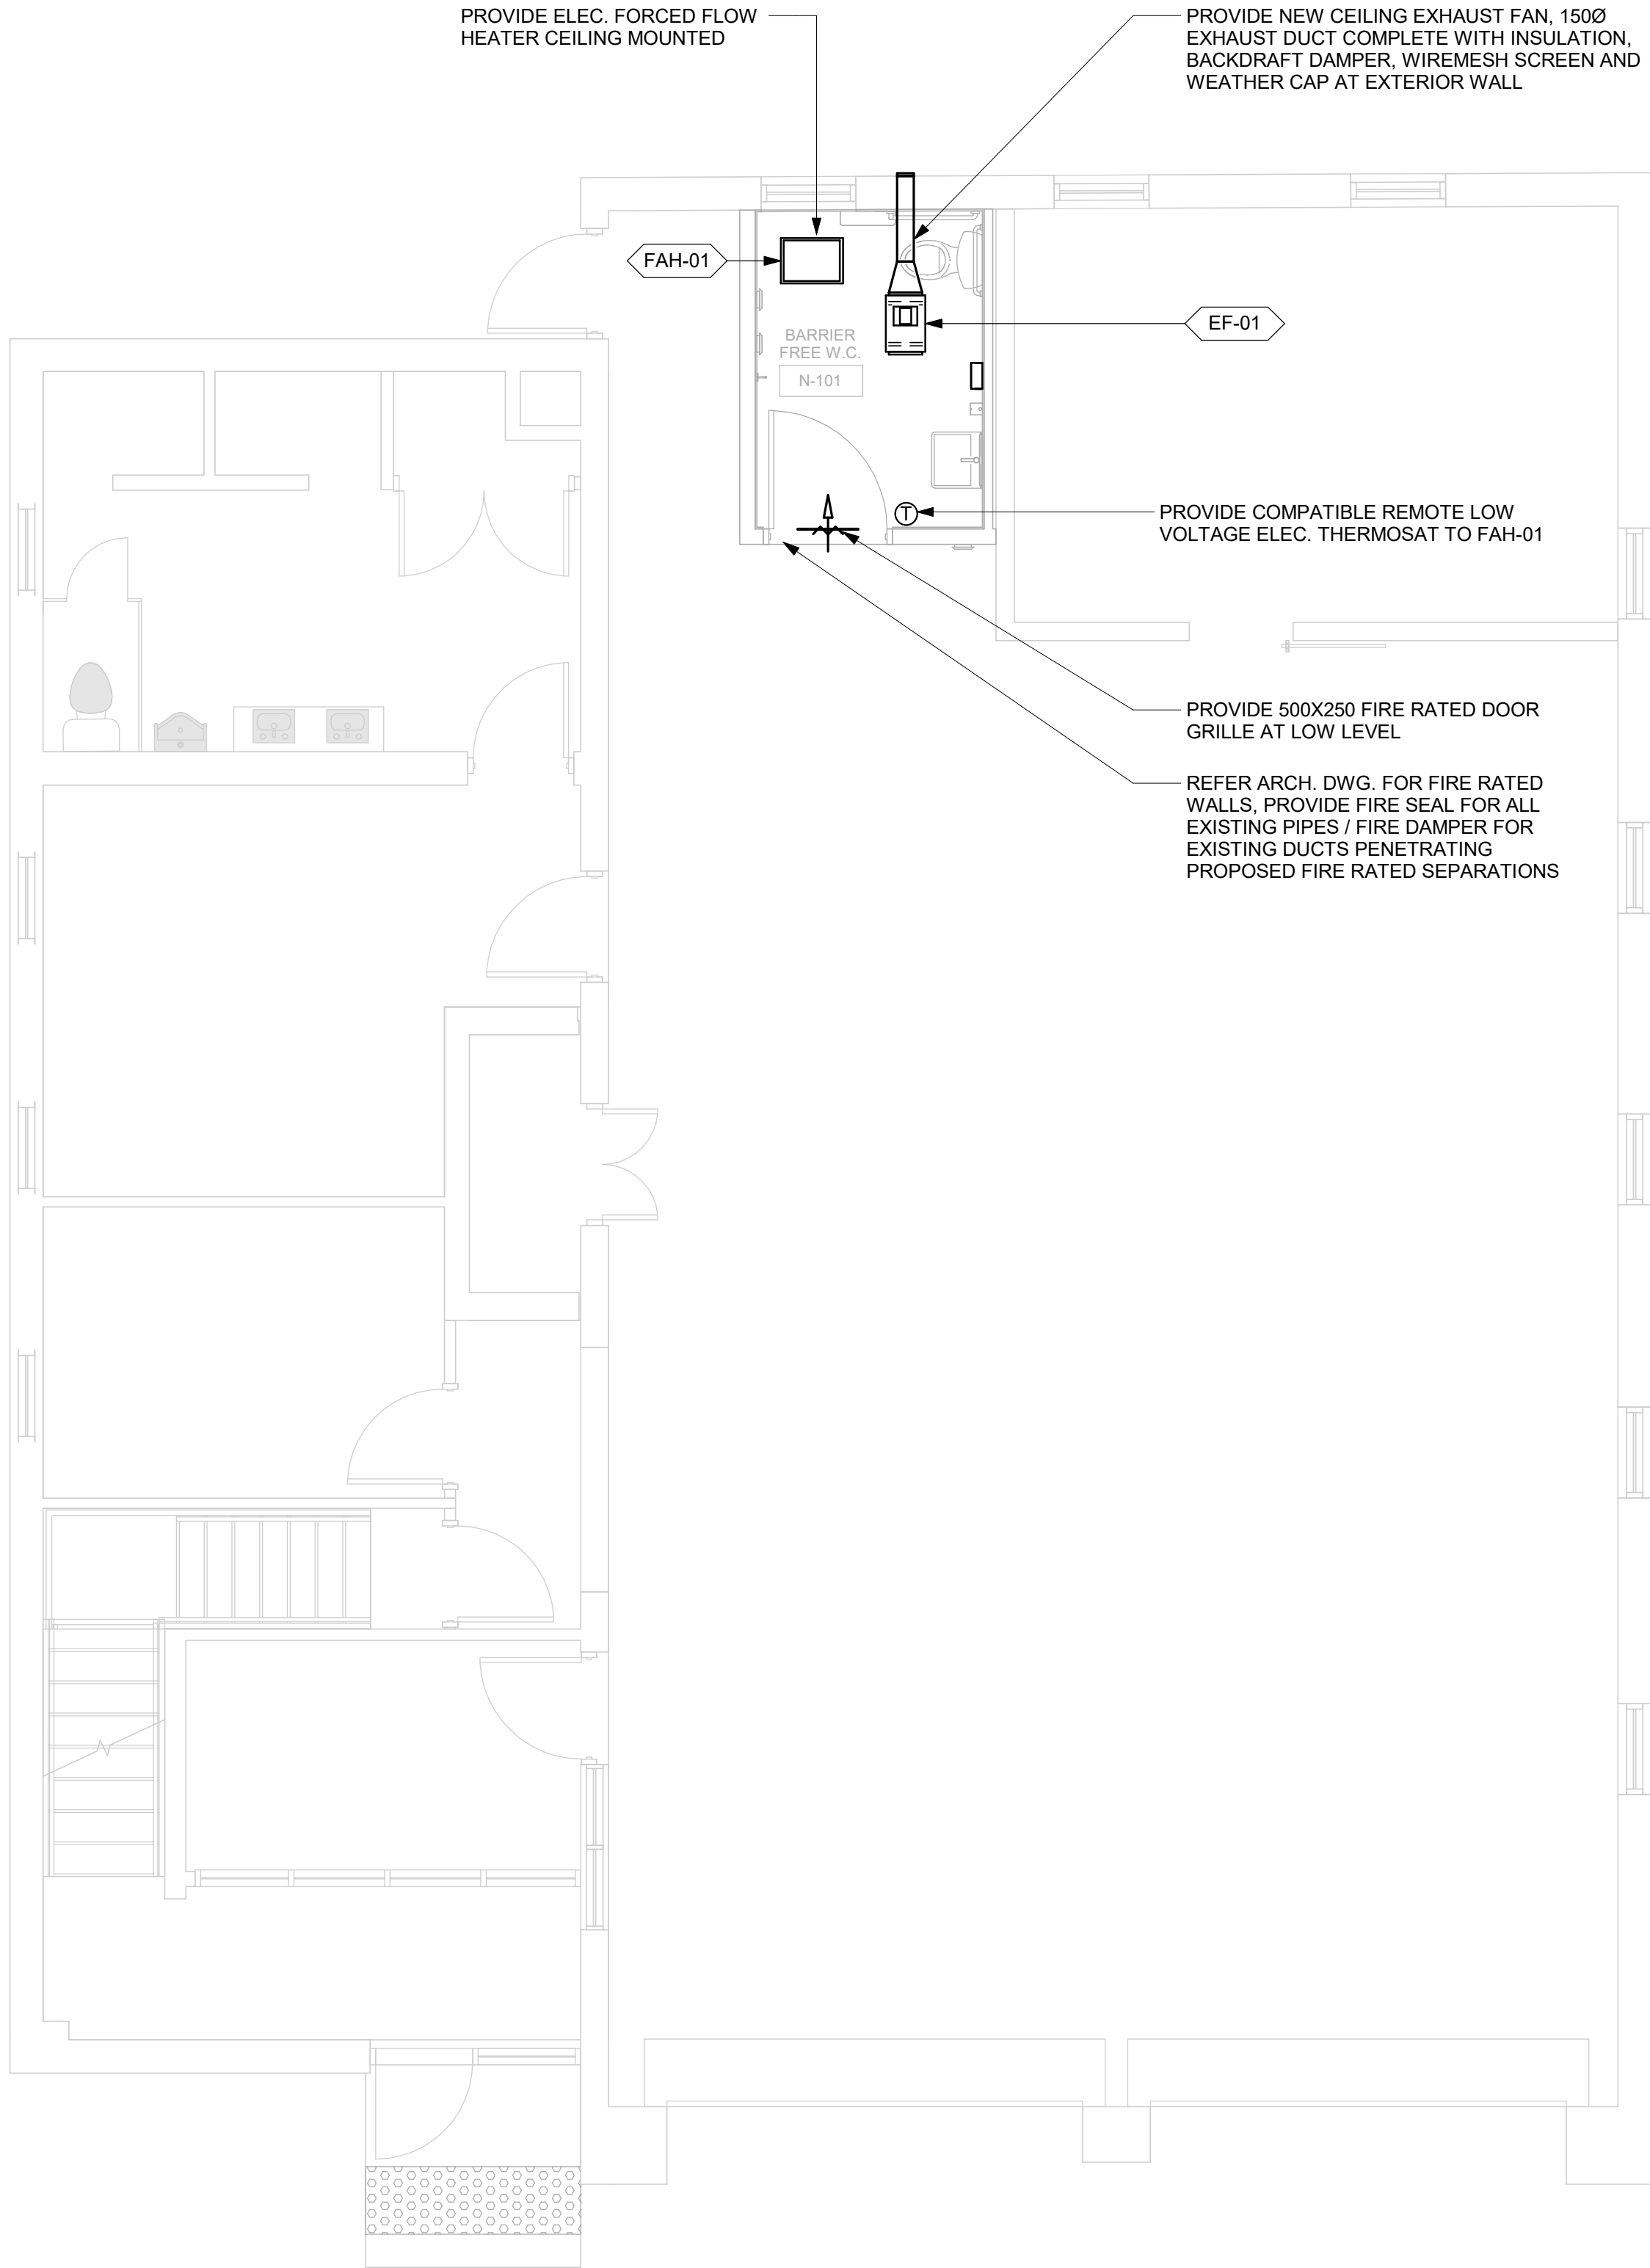 PROVIDE ELEC. FORCED FLOW
HEATER CEILING MOUNTED
PROVIDE NEW CEILING EXHAUST FAN, 150Ø
EXHAUST DUCT COMPLETE WITH INSULATION,
BACKDRAFT DAMPER, WIREMESH SCREEN AND
WEATHER CAP AT EXTERIOR WALL
FAH-01
EF-01
BARRIER
FREE W.C.
N-101
T
PROVIDE COMPATIBLE REMOTE LOW
VOLTAGE ELEC. THERMOSAT TO FAH-01
PROVIDE 500X250 FIRE RATED DOOR
GRILLE AT LOW LEVEL
REFER ARCH. DWG. FOR FIRE RATED
WALLS, PROVIDE FIRE SEAL FOR ALL
EXISTING PIPES / FIRE DAMPER FOR
EXISTING DUCTS PENETRATING
PROPOSED FIRE RATED SEPARATIONS